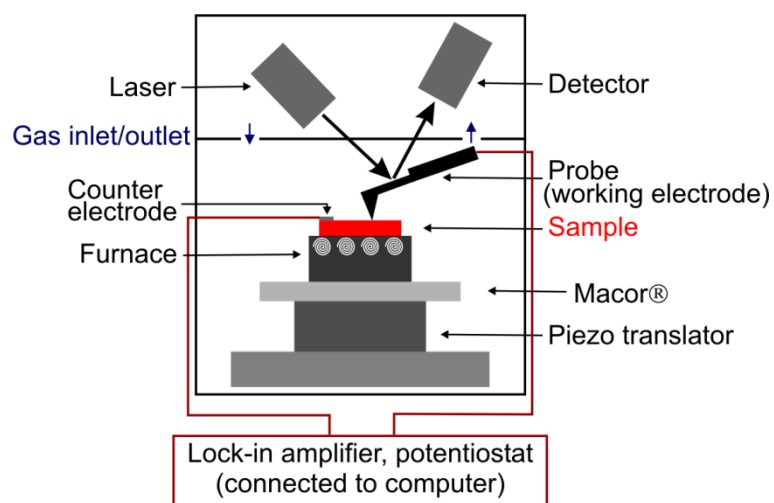 Laser
Detector
Gas inlet/outlet
Counter
electrode
Probe
(working electrode)
Sample
Furnace
Macor®
Piezo translator
Lock-in amplifier, potentiostat
(connected to computer)